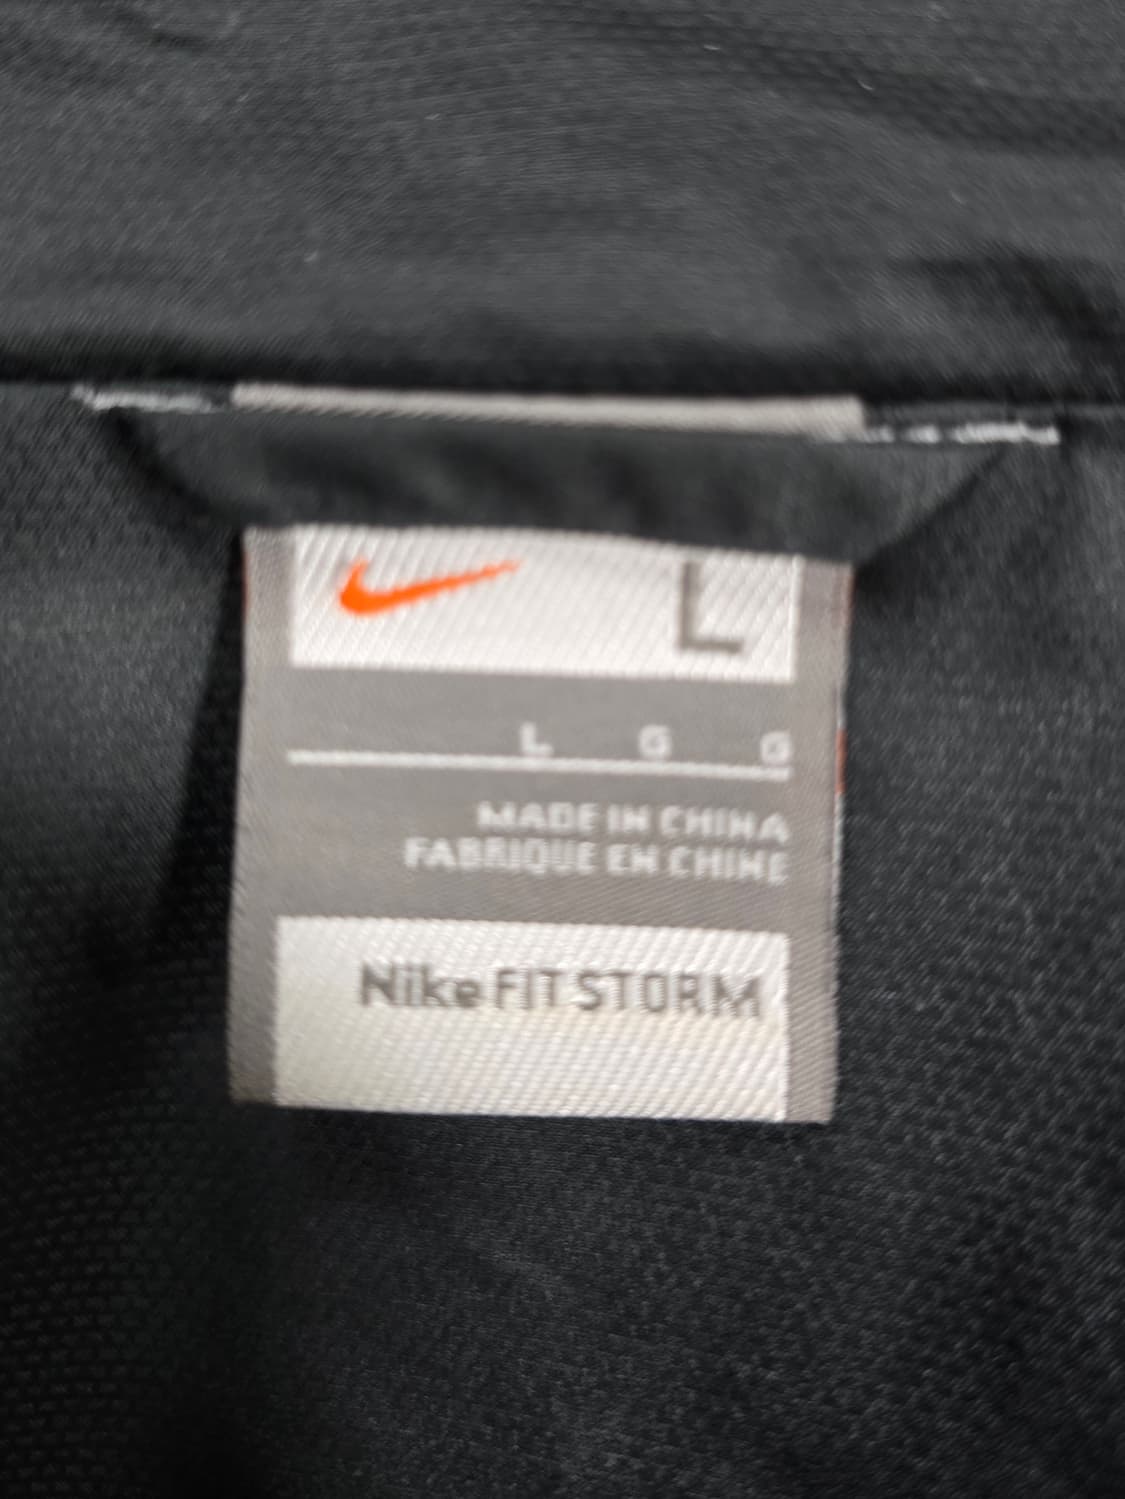 L
L G G
MADE IN CHINA
FABRIQUE EN CHINE
Nike FIT STORM